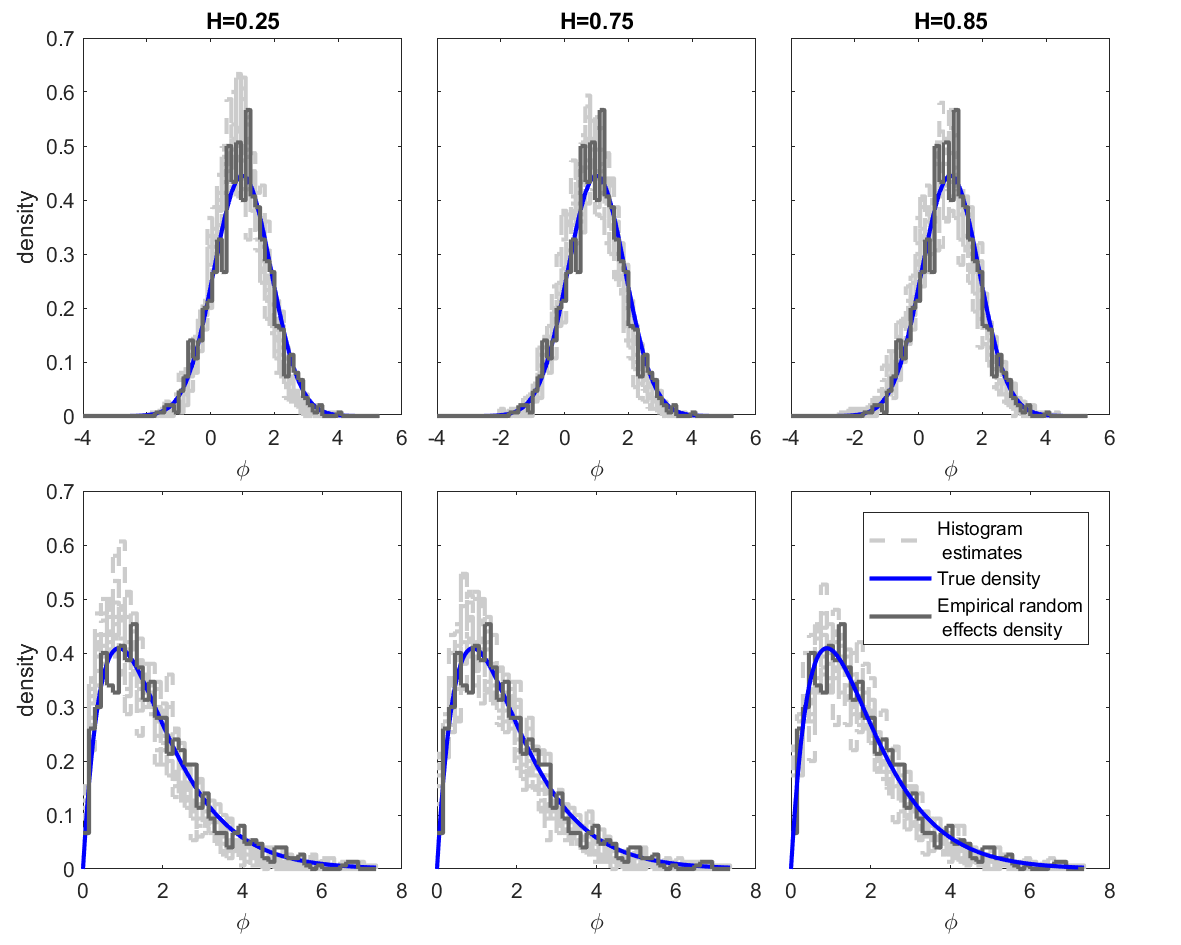 H=0.25 H=0.75 H=0.85
0.7
0.6
0.5
0.4
0.3
0.2
0.1
0
density
-4 -2 0 2 4 6 -4 -2 0 2 4 6 -4 -2 0 2 4 6
ϕ ϕ ϕ
0.7
0.6
0.5
0.4
0.3
0.2
0.1
0
density
Histogram
estimates
True density
Empirical random
effects density
0 2 4 6 8 0 2 4 6 8 0 2 4 6 8
ϕ ϕ ϕ